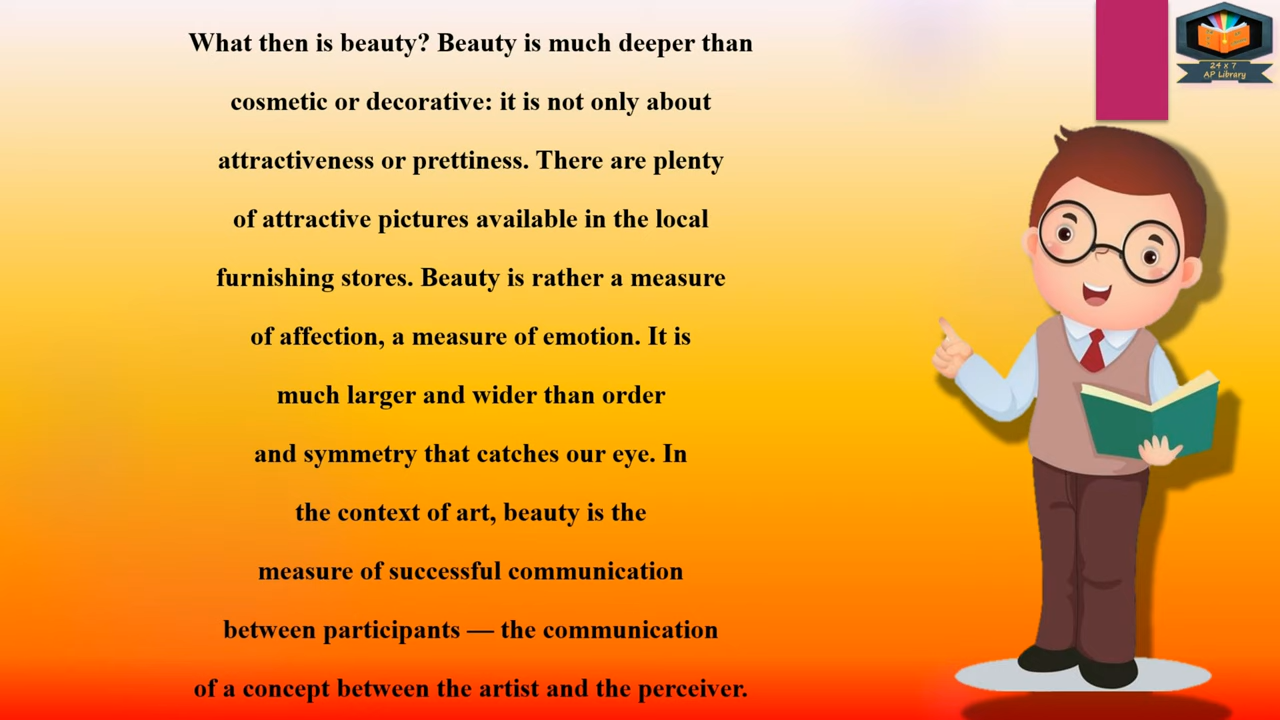 What then is beauty? Beauty is much deeper than
cosmetic or decorative: it is not only about
attractiveness or prettiness. There are plenty
of attractive pictures available in the local
furnishing stores. Beauty is rather a measure
of affection, a measure of emotion. It is
much larger and wider than order
and symmetry that catches our eye. In
the context of art, beauty is the
measure of successful communication
between participants — the communication
of a concept between the artist and the perceiver.
24 x 7
AP Library